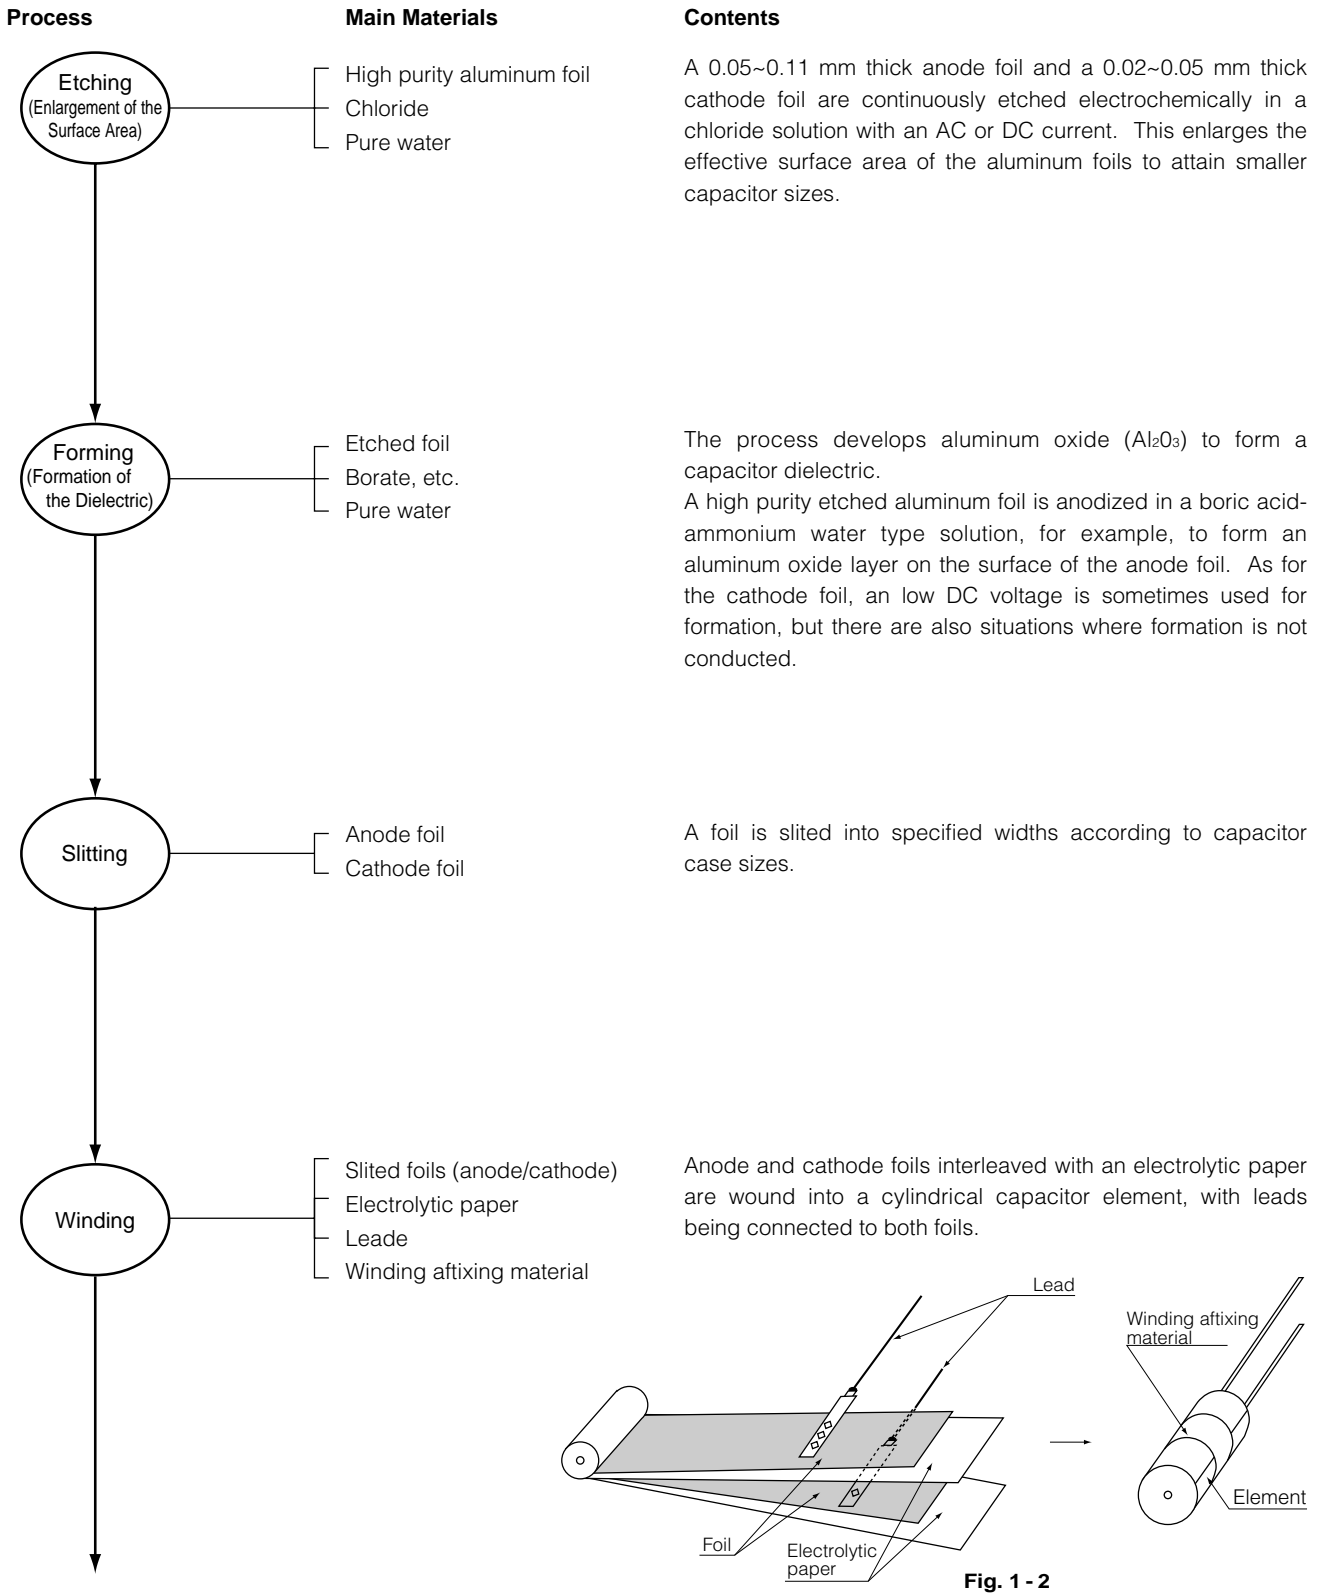 Process Main Materials Contents
Etching
(Enlargement of the
Surface Area)
High purity aluminum foil
Chloride
Pure water
A 0.05~0.11 mm thick anode foil and a 0.02~0.05 mm thick
cathode foil are continuously etched electrochemically in a
chloride solution with an AC or DC current. This enlarges the
effective surface area of the aluminum foils to attain smaller
capacitor sizes.
Forming
(Formation of
the Dielectric)
Etched foil
Borate, etc.
Pure water
The process develops aluminum oxide (Al₂0₃) to form a
capacitor dielectric.
A high purity etched aluminum foil is anodized in a boric acid-
ammonium water type solution, for example, to form an
aluminum oxide layer on the surface of the anode foil. As for
the cathode foil, an low DC voltage is sometimes used for
formation, but there are also situations where formation is not
conducted.
Slitting
Anode foil
Cathode foil
A foil is slited into specified widths according to capacitor
case sizes.
Winding
Slited foils (anode/cathode)
Electrolytic paper
Leade
Winding aftixing material
Anode and cathode foils interleaved with an electrolytic paper
are wound into a cylindrical capacitor element, with leads
being connected to both foils.
Lead
Winding aftixing
material
Element
Foil
Electrolytic
paper
Fig. 1 - 2